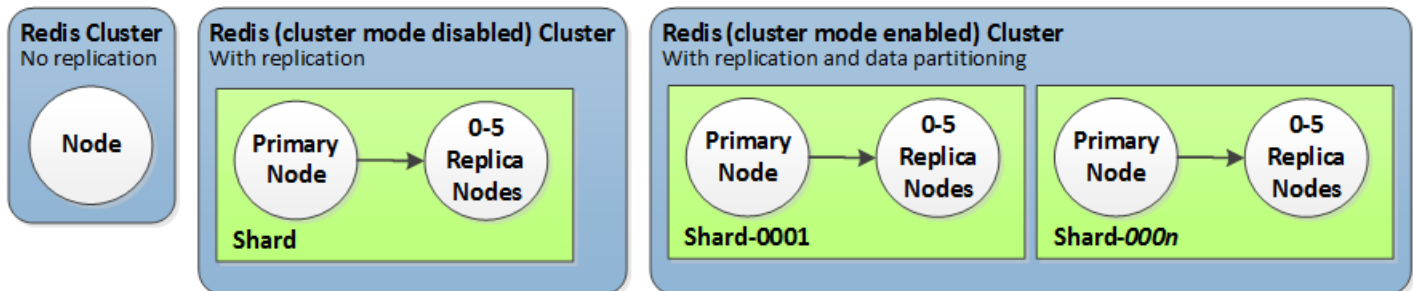 Redis Cluster
No replication
Node
Redis (cluster mode disabled) Cluster
With replication
Primary
Node
0-5
Replica
Nodes
Shard
Redis (cluster mode enabled) Cluster
With replication and data partitioning
Primary
Node
0-5
Replica
Nodes
Shard-0001
Primary
Node
0-5
Replica
Nodes
Shard-000n